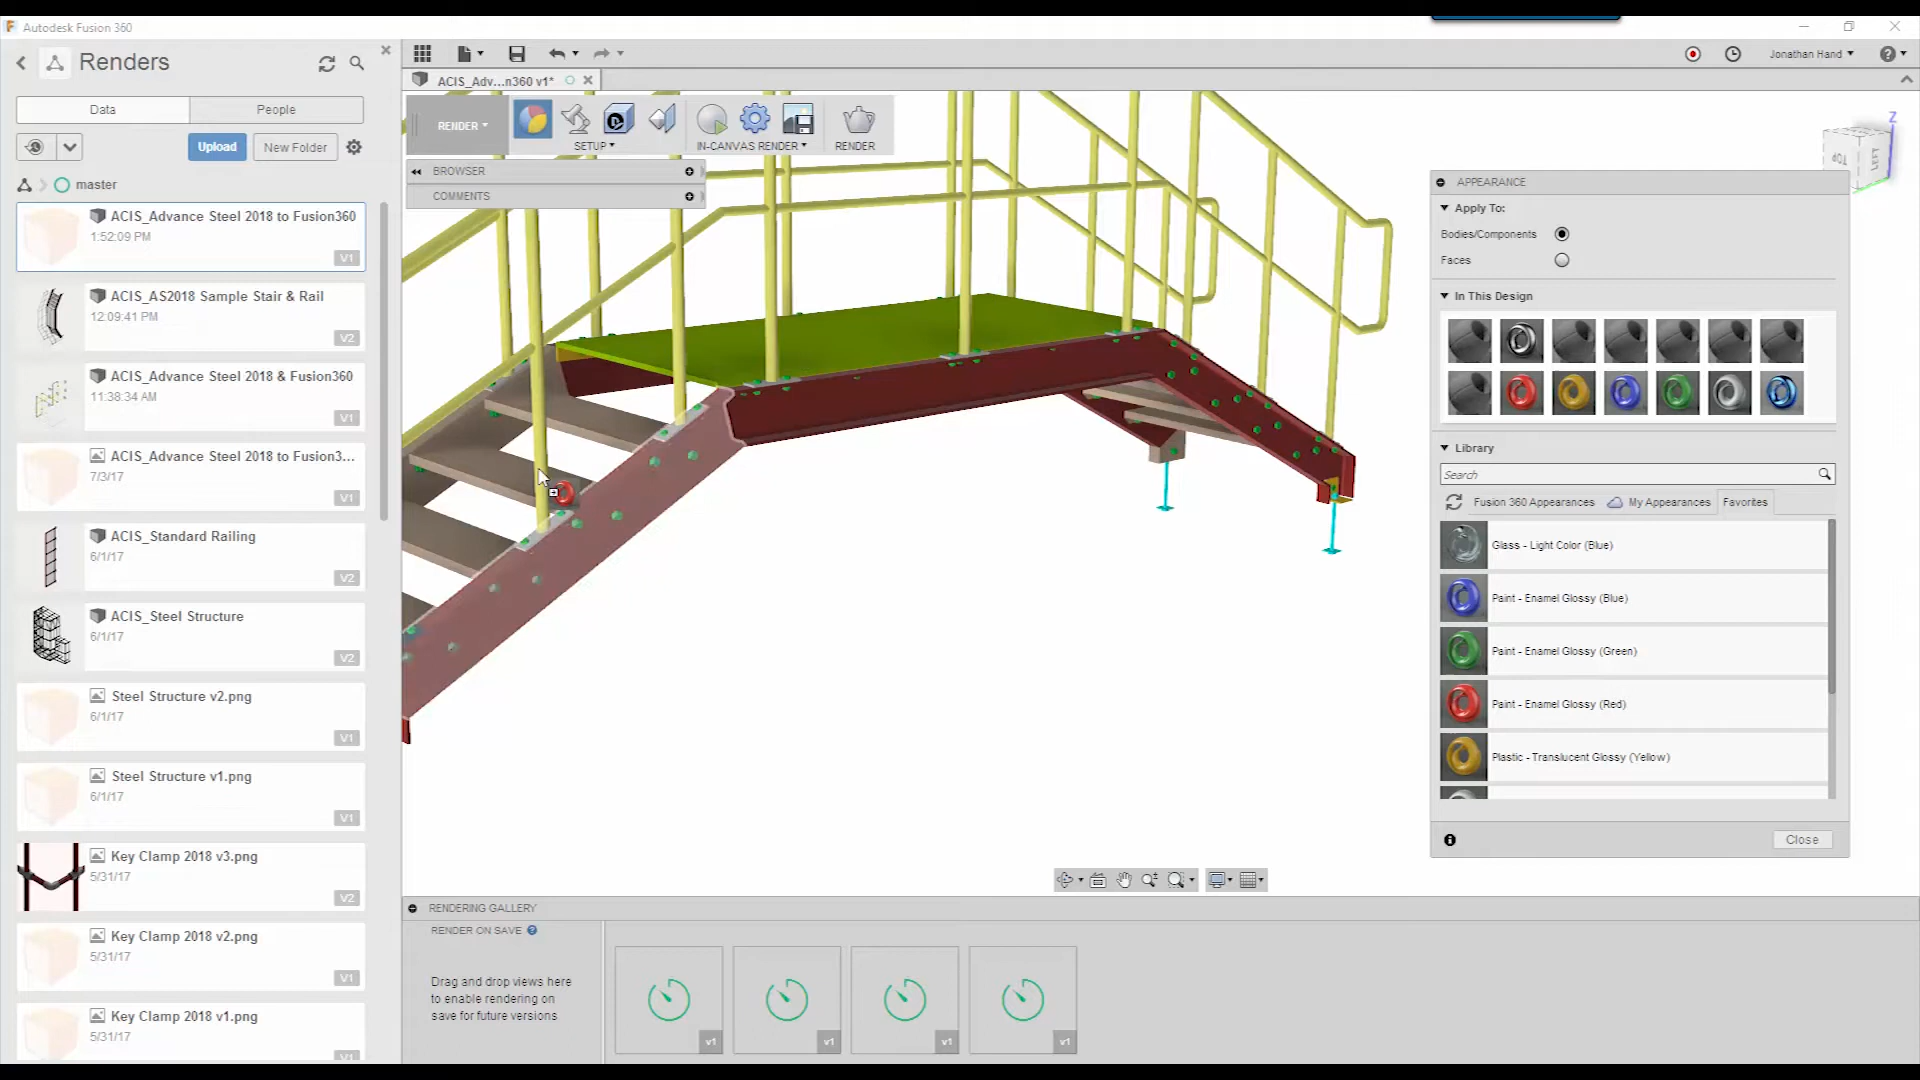 Autodesk Fusion 360
Renders
Data
People
Upload
New Folder
master
ACIS_Advance Steel 2018 to Fusion360
1:52:09 PM
V1
ACIS_AS2018 Sample Stair & Rail
12:09:41 PM
V2
ACIS_Advance Steel 2018 & Fusion360
11:38:34 AM
V1
ACIS_Advance Steel 2018 to Fusion3...
7/3/17
V1
ACIS_Standard Railing
6/1/17
V2
ACIS_Steel Structure
6/1/17
V2
Steel Structure v2.png
6/1/17
V1
Steel Structure v1.png
6/1/17
V1
Key Clamp 2018 v3.png
5/31/17
V2
Key Clamp 2018 v2.png
5/31/17
V1
Key Clamp 2018 v1.png
5/31/17
V1
Jonathan Hand
ACIS_Adv...n360 v1*
RENDER
SETUP
IN-CANVAS RENDER
RENDER
BROWSER
COMMENTS
Z
TOP
LEFT
APPEARANCE
Apply To:
Bodies/Components
Faces
In This Design
Library
Search
Fusion 360 Appearances
My Appearances
Favorites
Glass - Light Color (Blue)
Paint - Enamel Glossy (Blue)
Paint - Enamel Glossy (Green)
Paint - Enamel Glossy (Red)
Plastic - Translucent Glossy (Yellow)
Close
RENDERING GALLERY
RENDER ON SAVE
Drag and drop views here
to enable rendering on
save for future versions
v1
v1
v1
v1